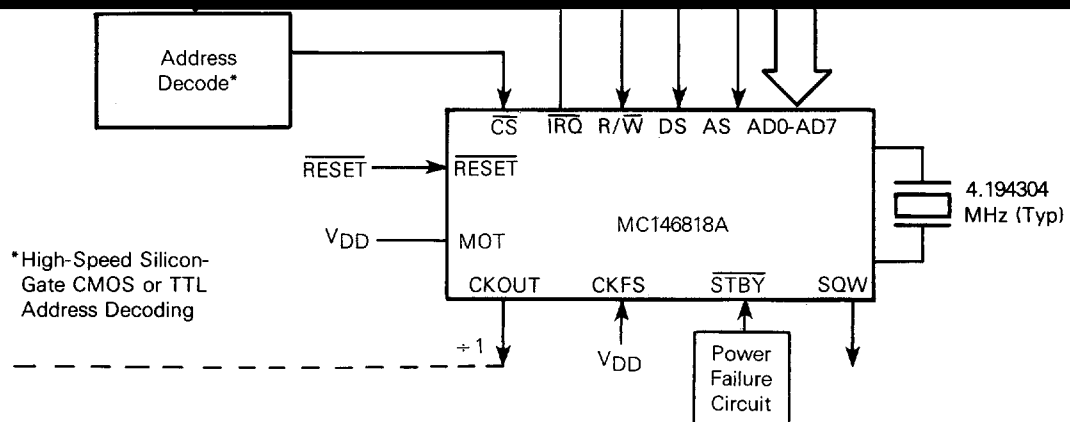 Address
Decode*
CS IRQ R/W DS AS AD0-AD7
RESET RESET
4.194304
MHz (Typ)
MC146818A
VDD MOT
*High-Speed Silicon-
Gate CMOS or TTL
Address Decoding
CKOUT CKFS STBY SQW
÷1
VDD
Power
Failure
Circuit